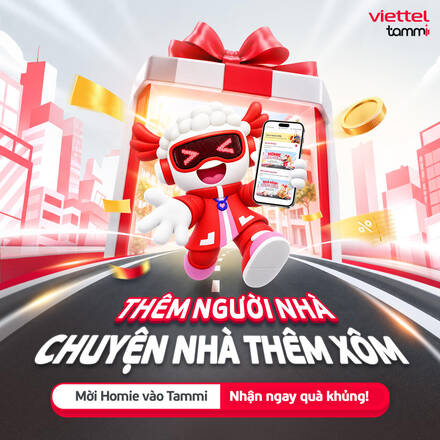 viettel
tammi
THÊM NGƯỜI NHÀ
CHUYỆN NHÀ THÊM XÔM
Mời Homie vào Tammi
Nhận ngay quà khủng!